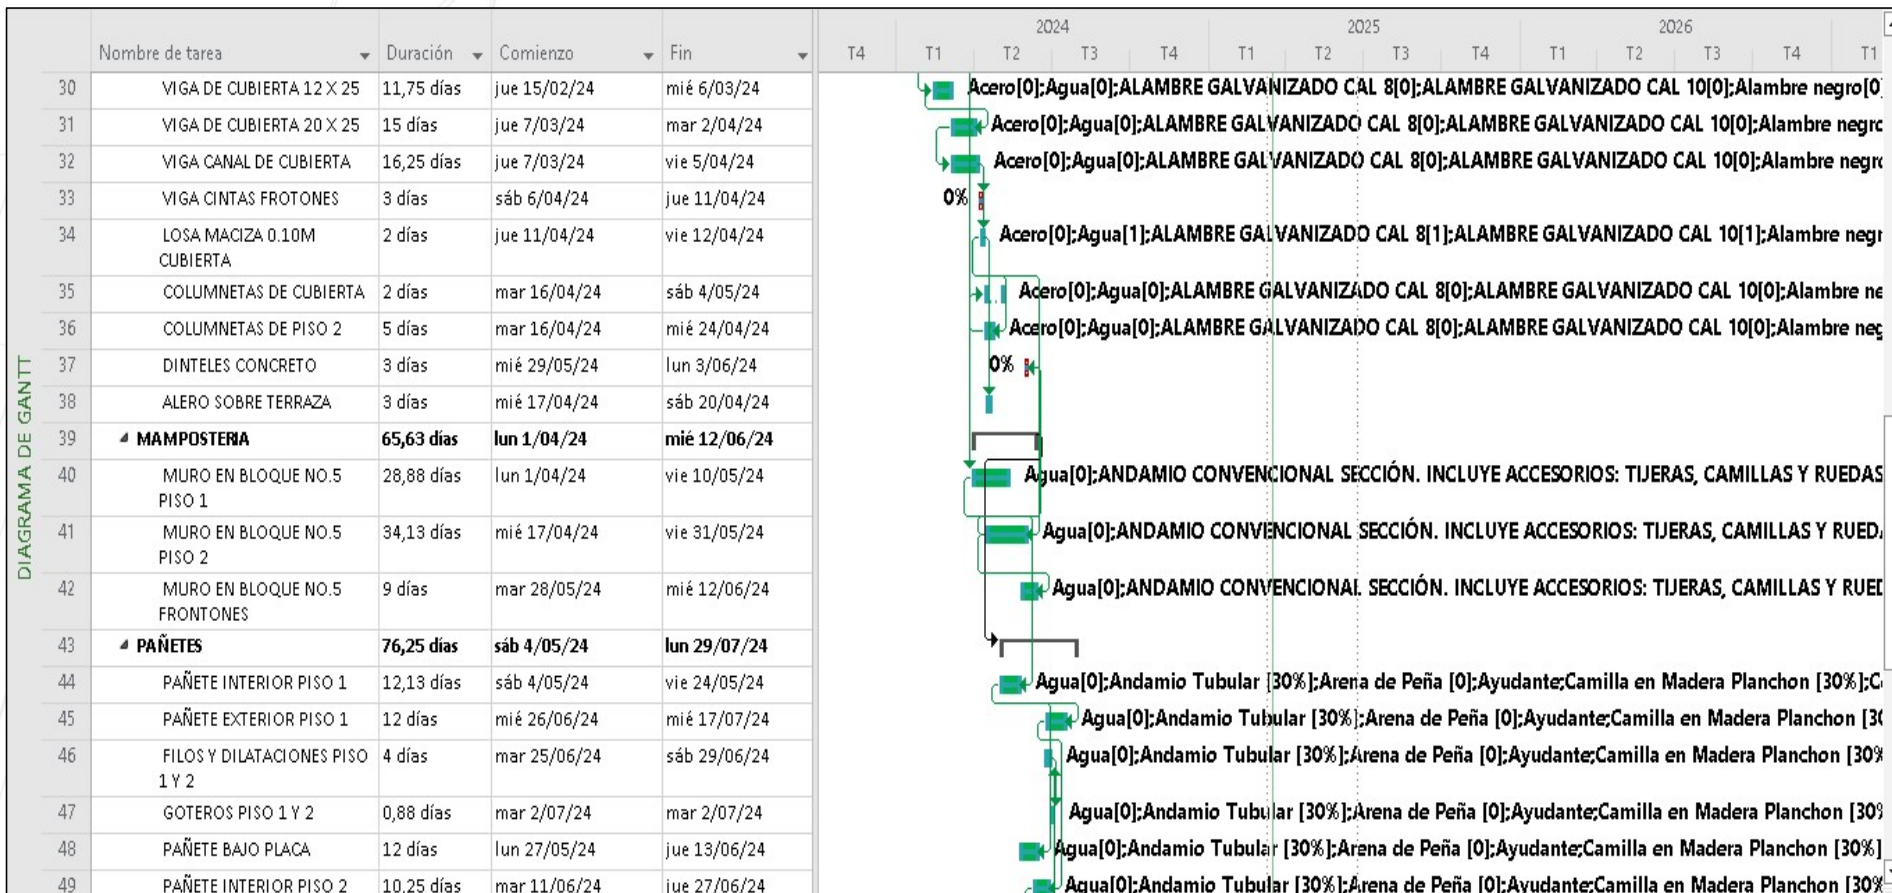 2024 2025 2026
Nombre de tarea Duración Comienzo Fin T4 T1 T2 T3 T4 T1 T2 T3 T4 T1 T2 T3 T4 T1
30 VIGA DE CUBIERTA 12 X 25 11,75 días jue 15/02/24 mié 6/03/24 Acero[0];Agua[0];ALAMBRE GALVANIZADO CAL 8[0];ALAMBRE GALVANIZADO CAL 10[0];Alambre negro[0]
31 VIGA DE CUBIERTA 20 X 25 15 días jue 7/03/24 mar 2/04/24 Acero[0];Agua[0];ALAMBRE GALVANIZADO CAL 8[0];ALAMBRE GALVANIZADO CAL 10[0];Alambre negro
32 VIGA CANAL DE CUBIERTA 16,25 días jue 7/03/24 vie 5/04/24 Acero[0];Agua[0];ALAMBRE GALVANIZADO CAL 8[0];ALAMBRE GALVANIZADO CAL 10[0];Alambre negro
33 VIGA CINTAS FROTONES 3 días sáb 6/04/24 jue 11/04/24 0%
34 LOSA MACIZA 0.10M 2 días jue 11/04/24 vie 12/04/24 Acero[0];Agua[1];ALAMBRE GALVANIZADO CAL 8[1];ALAMBRE GALVANIZADO CAL 10[1];Alambre negr
CUBIERTA
35 COLUMNETAS DE CUBIERTA 2 días mar 16/04/24 sáb 4/05/24 Acero[0];Agua[0];ALAMBRE GALVANIZADO CAL 8[0];ALAMBRE GALVANIZADO CAL 10[0];Alambre ne
36 COLUMNETAS DE PISO 2 5 días mar 16/04/24 mié 24/04/24 Acero[0];Agua[0];ALAMBRE GALVANIZADO CAL 8[0];ALAMBRE GALVANIZADO CAL 10[0];Alambre neg
37 DINTELES CONCRETO 3 días mié 29/05/24 lun 3/06/24 0%
38 ALERO SOBRE TERRAZA 3 días mié 17/04/24 sáb 20/04/24
39 MAMPOSTERIA 65,63 días lun 1/04/24 mié 12/06/24
40 MURO EN BLOQUE NO.5 28,88 días lun 1/04/24 vie 10/05/24 Agua[0];ANDAMIO CONVENCIONAL SECCIÓN. INCLUYE ACCESORIOS: TIJERAS, CAMILLAS Y RUEDAS
PISO 1
41 MURO EN BLOQUE NO.5 34,13 días mié 17/04/24 vie 31/05/24 Agua[0];ANDAMIO CONVENCIONAL SECCIÓN. INCLUYE ACCESORIOS: TIJERAS, CAMILLAS Y RUEDA
PISO 2
42 MURO EN BLOQUE NO.5 9 días mar 28/05/24 mié 12/06/24 Agua[0];ANDAMIO CONVENCIONAL SECCIÓN. INCLUYE ACCESORIOS: TIJERAS, CAMILLAS Y RUED
FRONTONES
43 PAÑETES 76,25 días sáb 4/05/24 lun 29/07/24
44 PAÑETE INTERIOR PISO 1 12,13 días sáb 4/05/24 vie 24/05/24 Agua[0];Andamio Tubular [30%];Arena de Peña [0];Ayudante;Camilla en Madera Planchon [30%];C
45 PAÑETE EXTERIOR PISO 1 12 días mié 26/06/24 mié 17/07/24 Agua[0];Andamio Tubular [30%];Arena de Peña [0];Ayudante;Camilla en Madera Planchon [30
46 FILOS Y DILATACIONES PISO 4 días mar 25/06/24 sáb 29/06/24 Agua[0];Andamio Tubular [30%];Arena de Peña [0];Ayudante;Camilla en Madera Planchon [30%
1 Y 2
47 GOTEROS PISO 1 Y 2 0,88 días mar 2/07/24 mar 2/07/24 Agua[0];Andamio Tubular [30%];Arena de Peña [0];Ayudante;Camilla en Madera Planchon [30%
48 PAÑETE BAJO PLACA 12 días lun 27/05/24 jue 13/06/24 Agua[0];Andamio Tubular [30%];Arena de Peña [0];Ayudante;Camilla en Madera Planchon [30%]
49 PAÑETE INTERIOR PISO 2 10,25 días mar 11/06/24 jue 27/06/24 Agua[0];Andamio Tubular [30%];Arena de Peña [0];Ayudante;Camilla en Madera Planchon [30%
DIAGRAMA DE GANTT